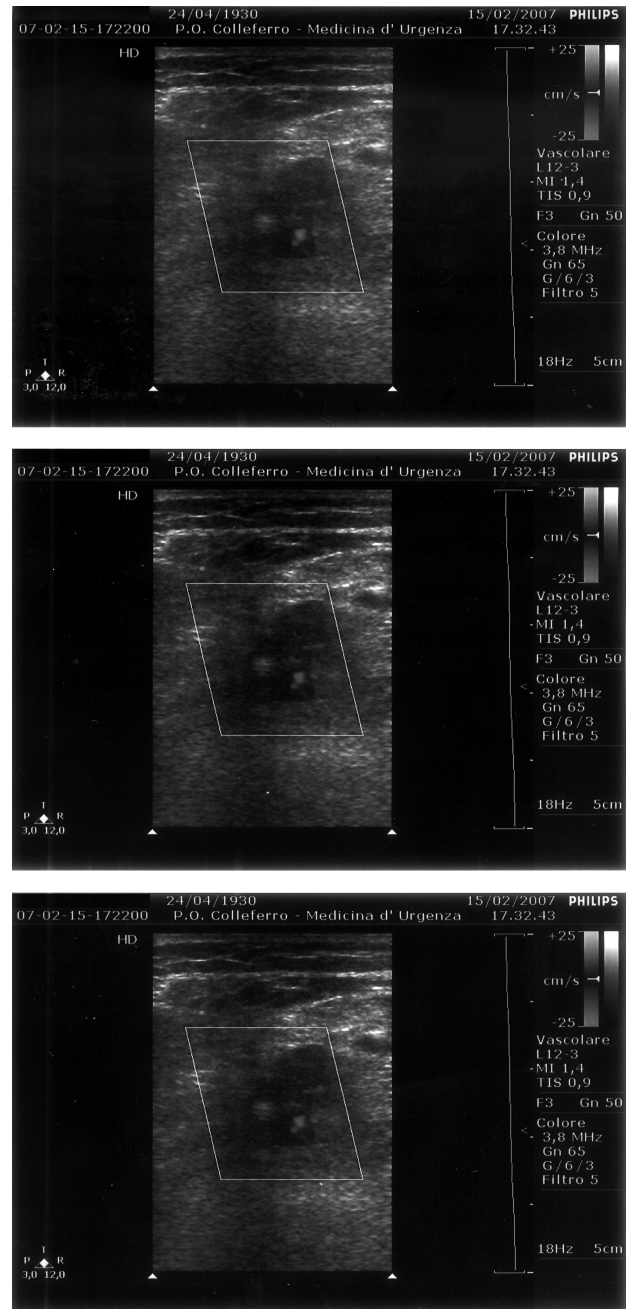 24/04/1930 15/02/2007 PHILIPS
07-02-15-172200 P.O. Colleferro - Medicina d' Urgenza 17.32.43
HD
+25
cm/s
-25
Vascolare
L12-3
MI 1,4
TIS 0,9
F3 Gn 50
Colore
3,8 MHz
Gn 65
G/6/3
Filtro 5
18Hz 5cm
T
P R
3,0 12,0
24/04/1930 15/02/2007 PHILIPS
07-02-15-172200 P.O. Colleferro - Medicina d' Urgenza 17.32.43
HD
+25
cm/s
-25
Vascolare
L12-3
MI 1,4
TIS 0,9
F3 Gn 50
Colore
3,8 MHz
Gn 65
G/6/3
Filtro 5
18Hz 5cm
T
P R
3,0 12,0
24/04/1930 15/02/2007 PHILIPS
07-02-15-172200 P.O. Colleferro - Medicina d' Urgenza 17.32.43
HD
+25
cm/s
-25
Vascolare
L12-3
MI 1,4
TIS 0,9
F3 Gn 50
Colore
3,8 MHz
Gn 65
G/6/3
Filtro 5
18Hz 5cm
T
P R
3,0 12,0